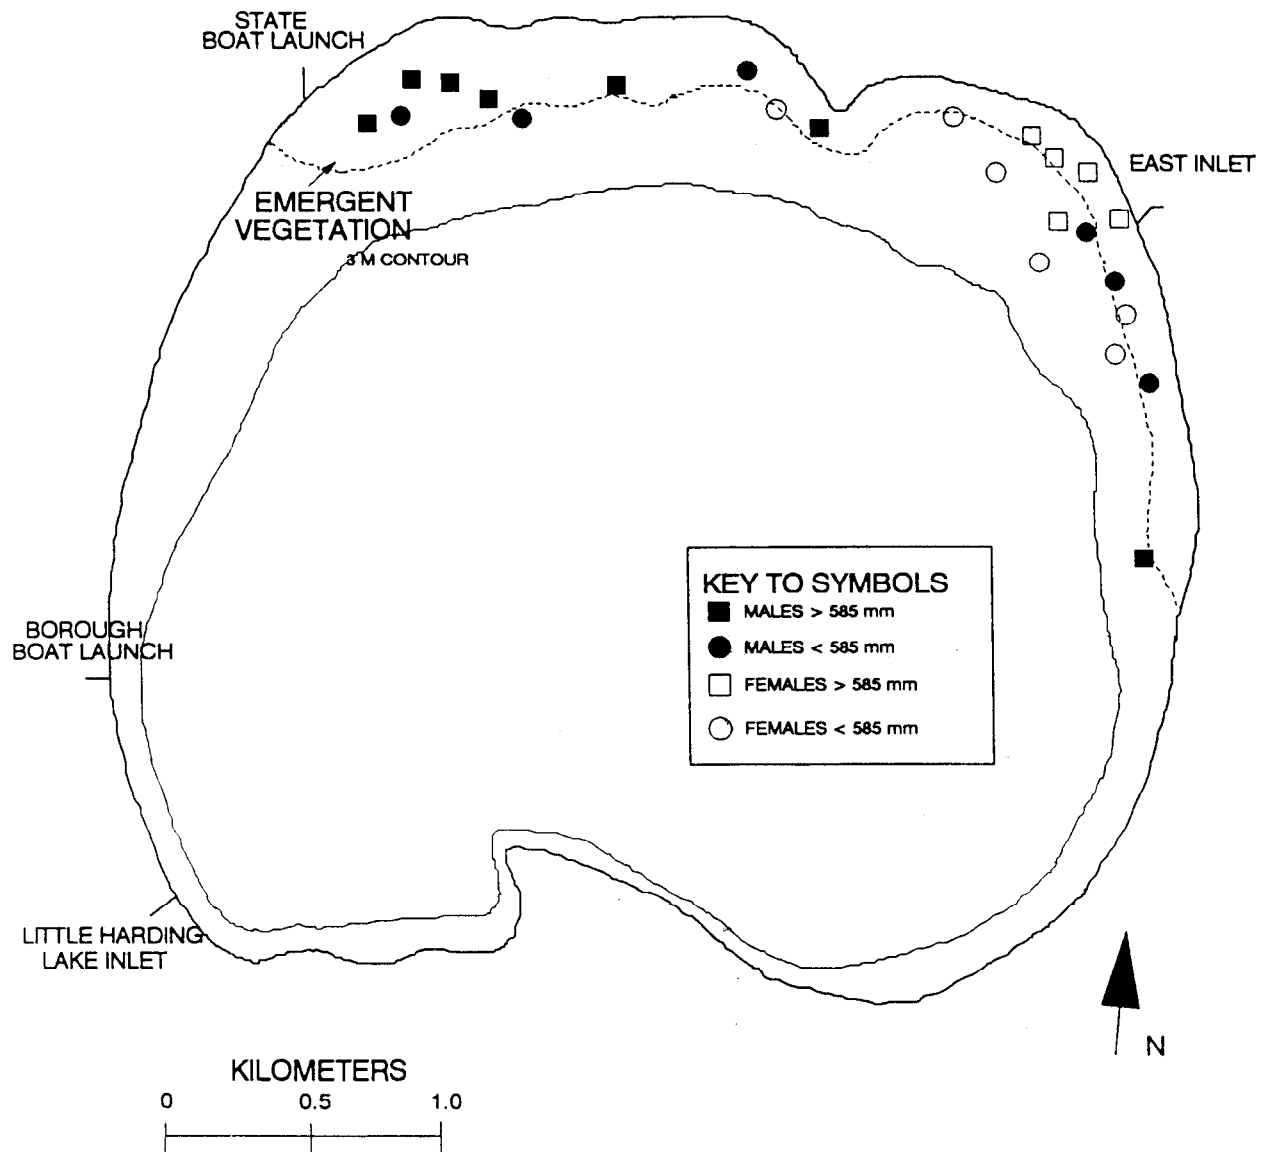 STATE
BOAT LAUNCH
EAST INLET
EMERGENT
VEGETATION
3 M CONTOUR
KEY TO SYMBOLS
MALES > 585 mm
MALES < 585 mm
FEMALES > 585 mm
FEMALES < 585 mm
BOROUGH
BOAT LAUNCH
LITTLE HARDING
LAKE INLET
N
KILOMETERS
0 0.5 1.0